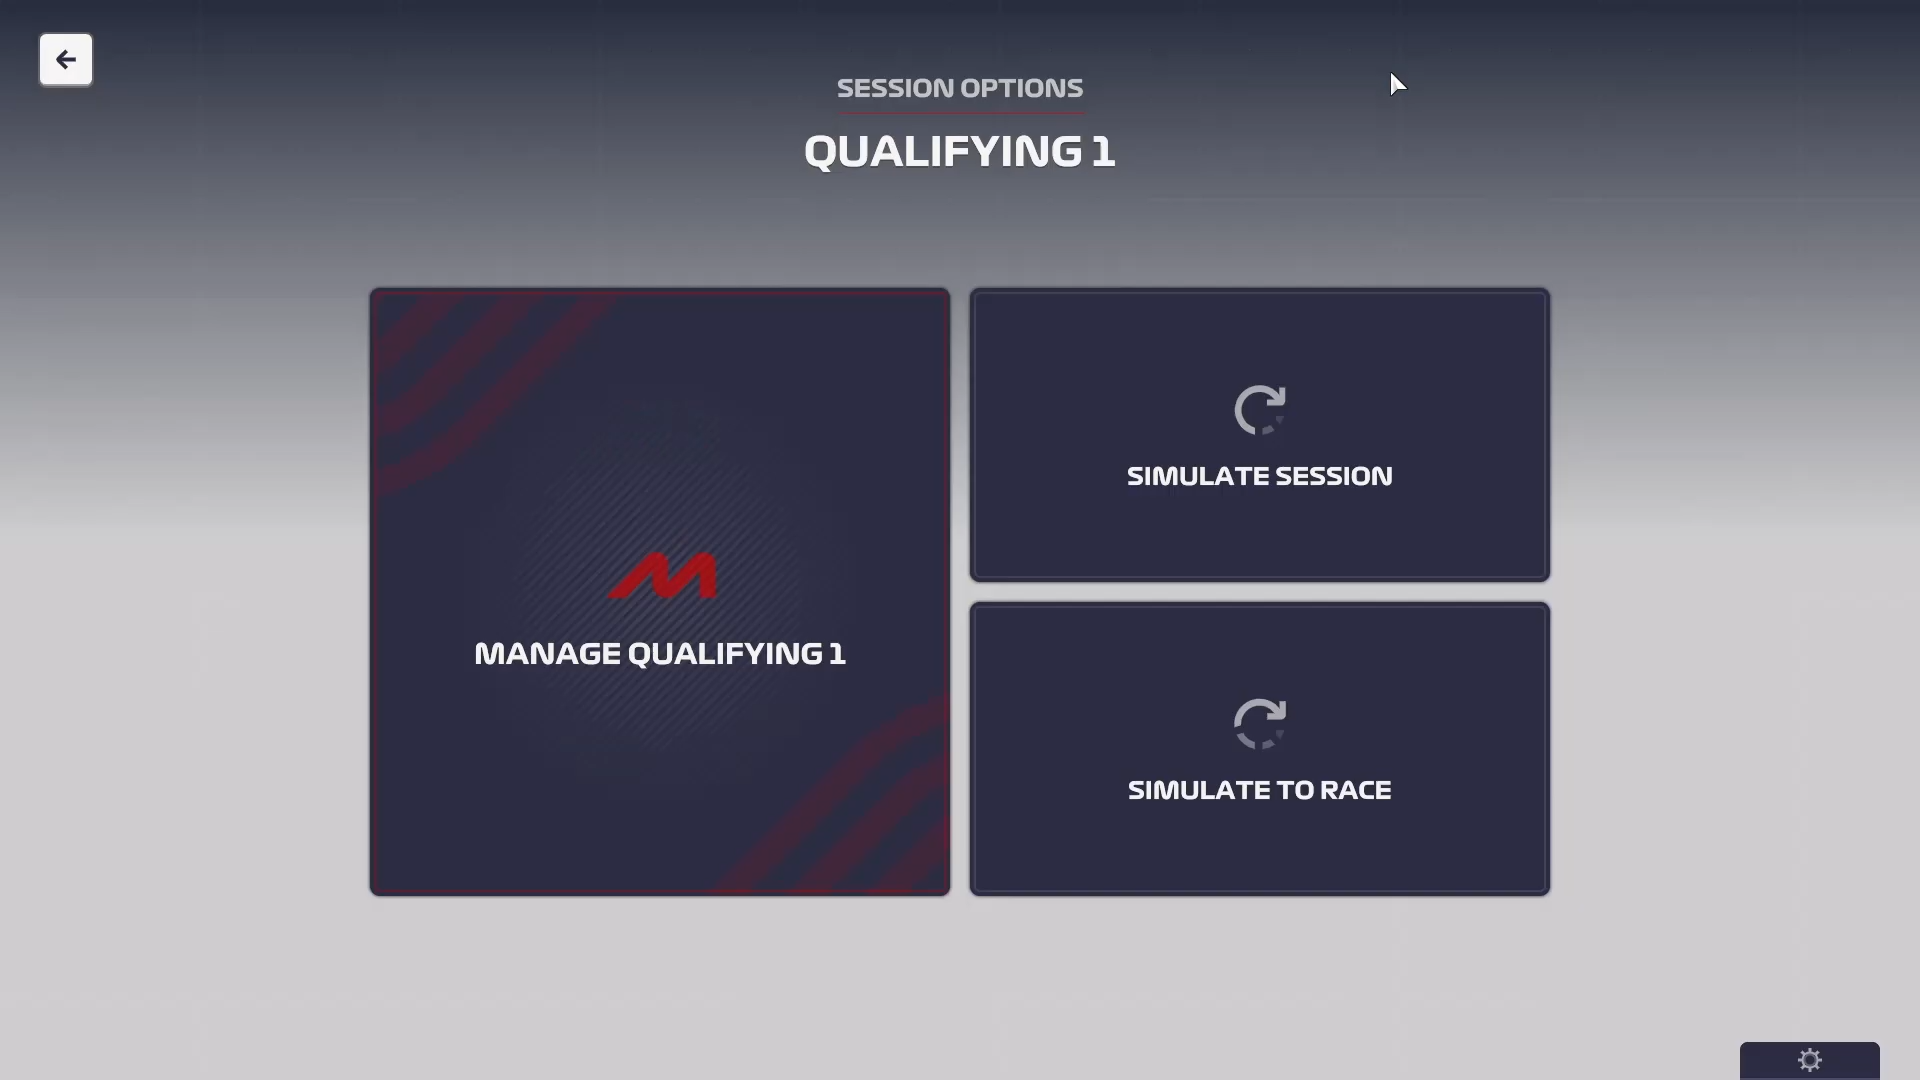 SESSION OPTIONS
QUALIFYING 1
MANAGE QUALIFYING 1
SIMULATE SESSION
SIMULATE TO RACE